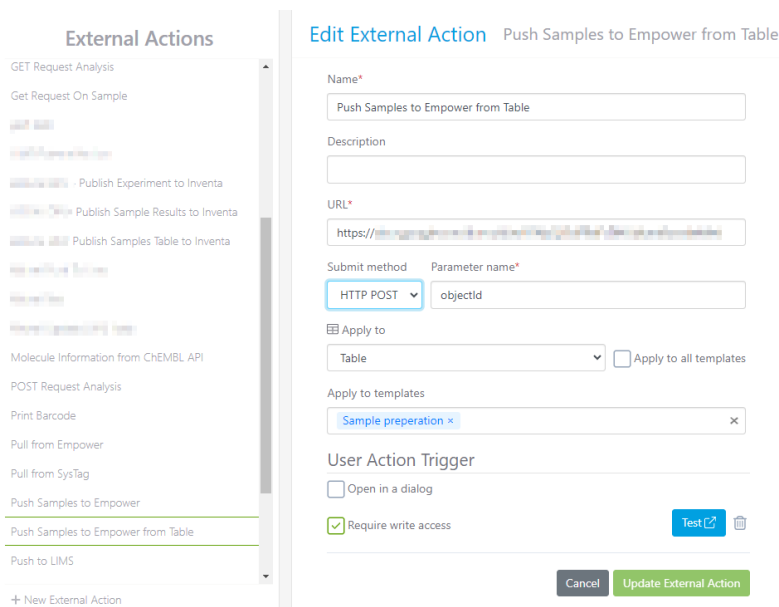 External Actions
GET Request Analysis
Get Request On Sample
- Publish Experiment to Inventa
Publish Sample Results to Inventa
Publish Samples Table to Inventa
Molecule Information from ChEMBL API
POST Request Analysis
Print Barcode
Pull from Empower
Pull from SysTag
Push Samples to Empower
Push Samples to Empower from Table
Push to LIMS
+ New External Action
Edit External Action Push Samples to Empower from Table
Name*
Push Samples to Empower from Table
Description
URL*
https://
Submit method Parameter name*
HTTP POST objectId
Apply to
Table Apply to all templates
Apply to templates
Sample preperation × ×
User Action Trigger
Open in a dialog
Require write access Test
Cancel Update External Action